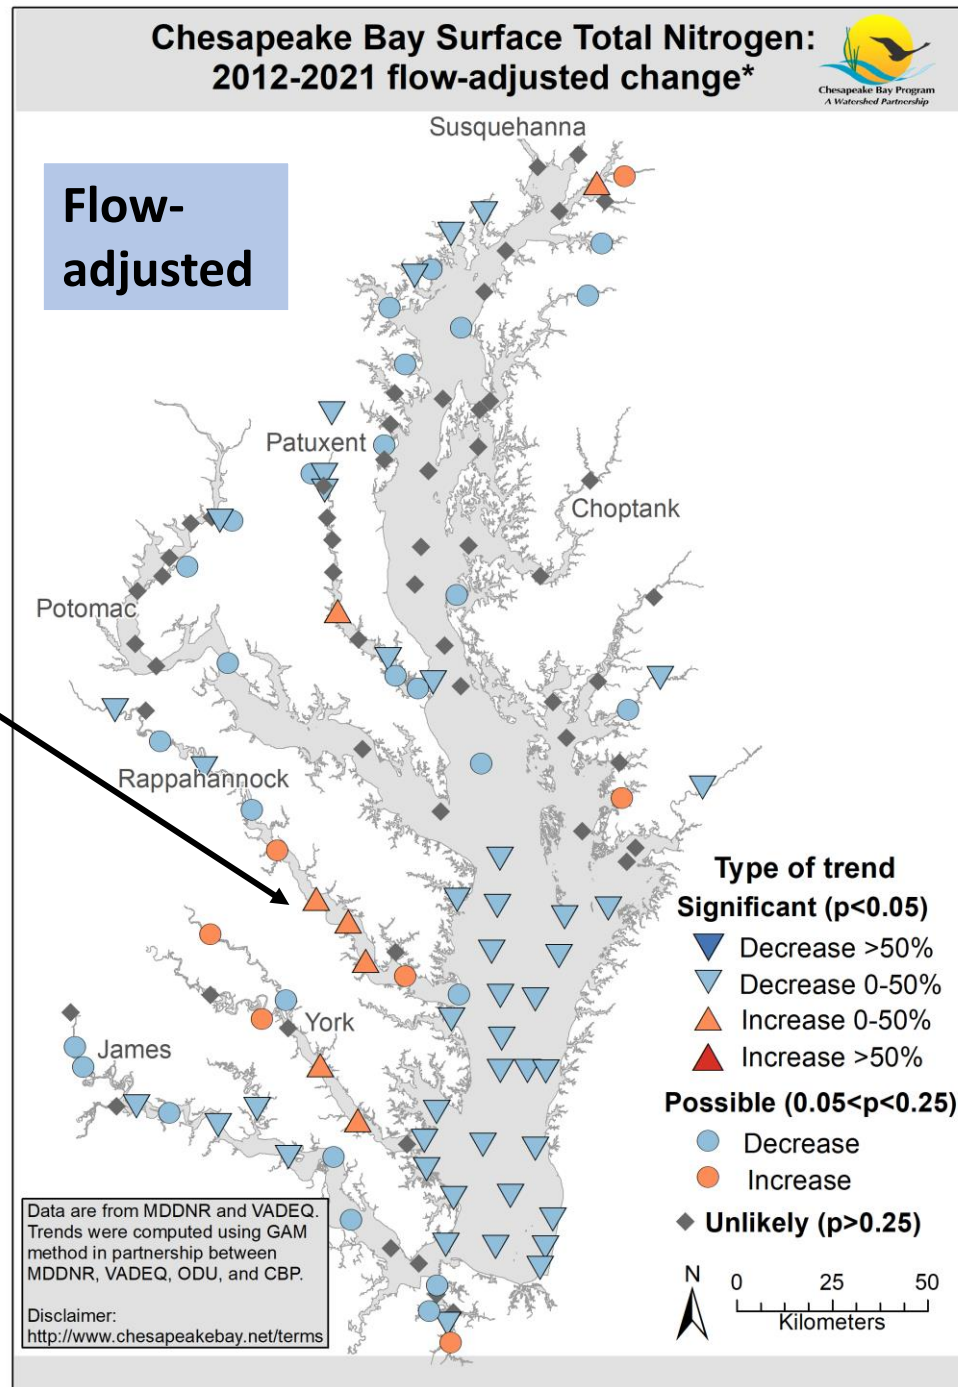 Chesapeake Bay Surface Total Nitrogen:
2012-2021 flow-adjusted change*
Chesapeake Bay Program
A Watershed Partnership
Susquehanna
Flow-
adjusted
Patuxent
Choptank
Potomac
Rappahannock
York
James
Type of trend
Significant (p<0.05)
Decrease >50%
Decrease 0-50%
Increase 0-50%
Increase >50%
Possible (0.05<p<0.25)
Decrease
Increase
Unlikely (p>0.25)
Data are from MDDNR and VADEQ.
Trends were computed using GAM
method in partnership between
MDDNR, VADEQ, ODU, and CBP.
Disclaimer:
http://www.chesapeakebay.net/terms
N
0 25 50
Kilometers